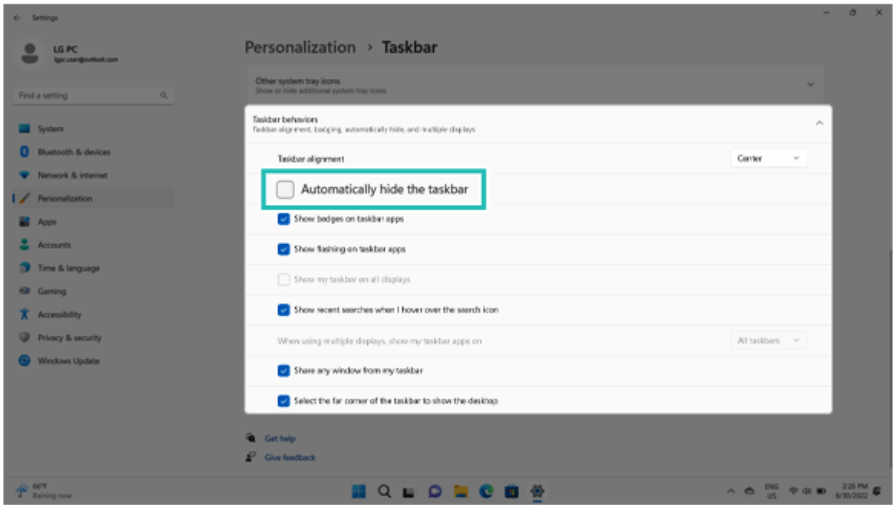 Settings
LG PC
Find a setting
System
Bluetooth & devices
Network & internet
Personalization
Apps
Accounts
Time & language
Gaming
Accessibility
Privacy & security
Windows Update
Personalization › Taskbar
Other system tray icons
Show or hide additional system tray icons
Taskbar behaviors
Taskbar alignment, badging, automatically hide, and multiple displays
Taskbar alignment
Center
Automatically hide the taskbar
Show badges on taskbar apps
Show flashing on taskbar apps
Show my taskbar on all displays
Show recent searches when I hover over the search icon
When using multiple displays, show my taskbar apps on
All taskbars
Share any window from my taskbar
Select the far corner of the taskbar to show the desktop
Get help
Give feedback
66°F
Raining now
ENG
US
2:26 PM
8/30/2022